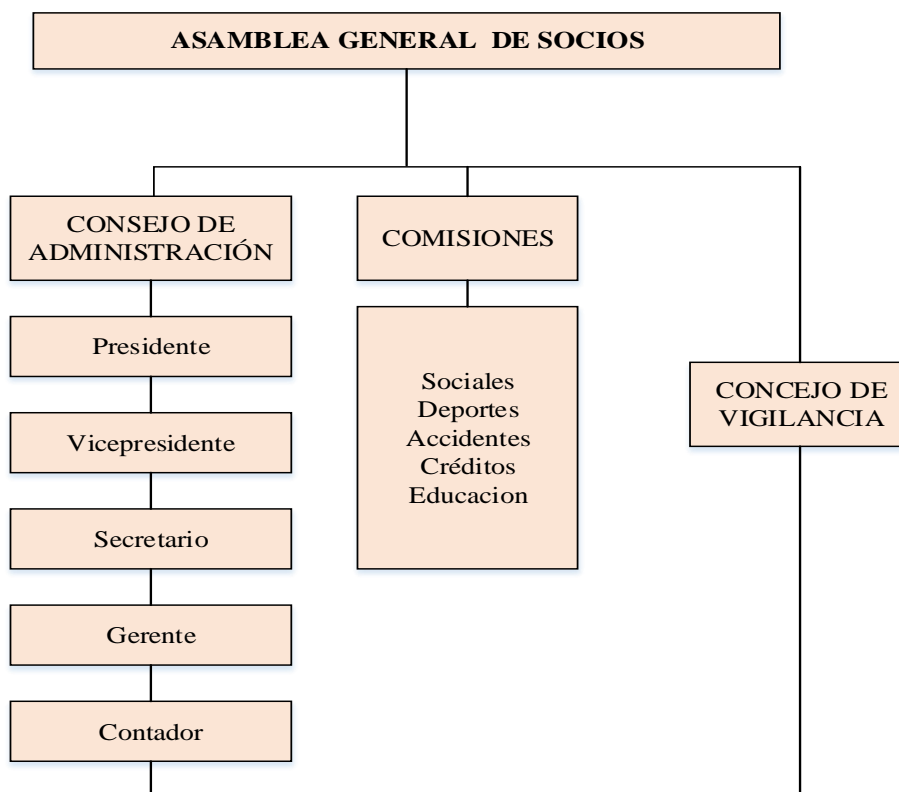 ASAMBLEA GENERAL DE SOCIOS
CONSEJO DE
ADMINISTRACIÓN
Presidente
Vicepresidente
Secretario
Gerente
Contador
COMISIONES
Sociales
Deportes
Accidentes
Créditos
Educacion
CONCEJO DE
VIGILANCIA